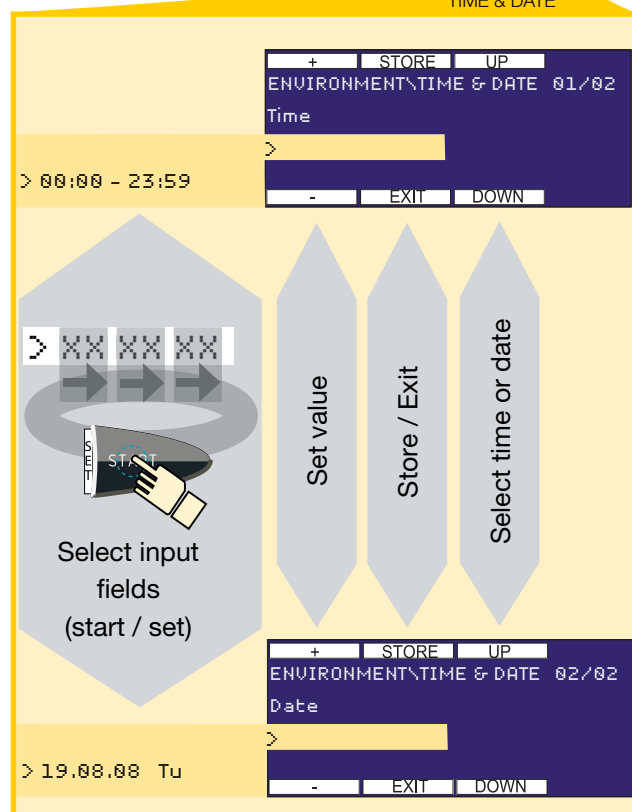 TIME & DATE
+ STORE UP
ENVIRONMENT\TIME & DATE 01/02
Time
>
> 00:00 - 23:59
- EXIT DOWN
> XX XX XX
SET START
Select input
fields
(start / set)
Set value
Store / Exit
Select time or date
+ STORE UP
ENVIRONMENT\TIME & DATE 02/02
Date
>
> 19.08.08 Tu
- EXIT DOWN